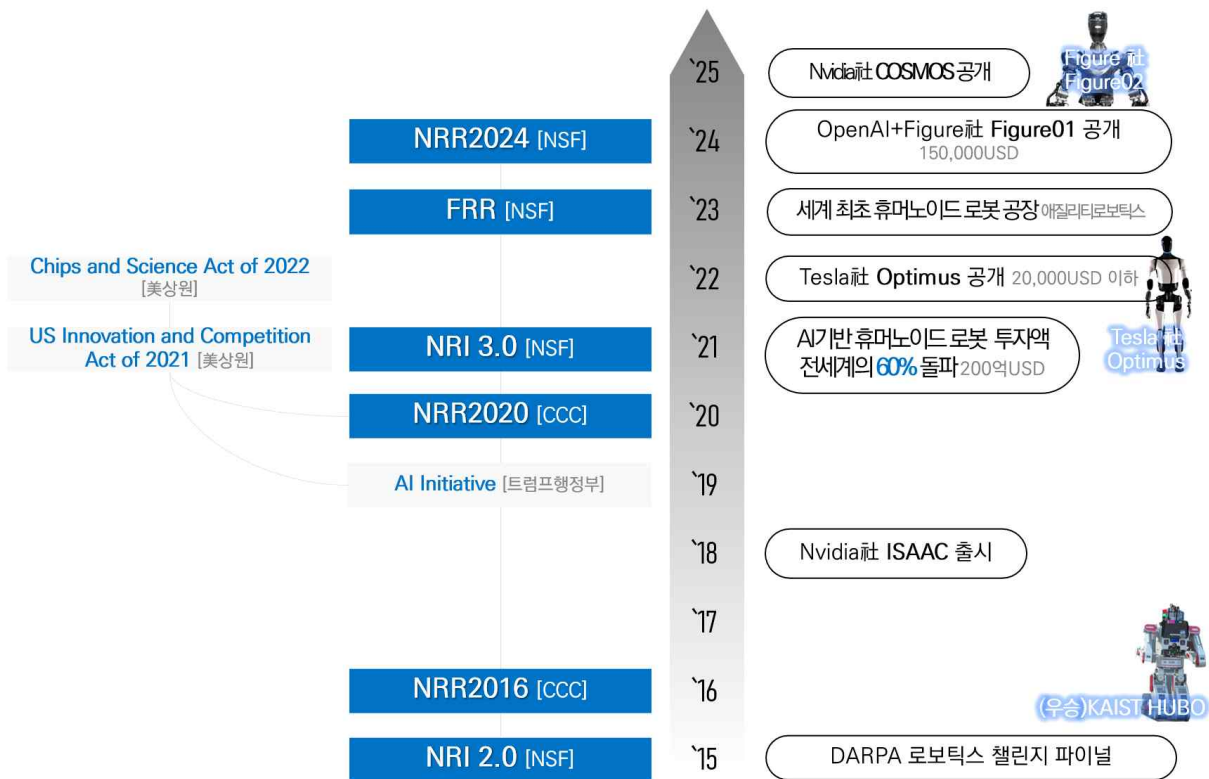 `25
Nvidia社 COSMOS 공개
Figure 社
Figure02
NRR2024 [NSF]
`24
OpenAI+Figure社 Figure01 공개
150,000USD
FRR [NSF]
`23
세계 최초 휴머노이드 로봇 공장 애질리티로보틱스
Chips and Science Act of 2022
[美상원]
`22
Tesla社 Optimus 공개 20,000USD 이하
US Innovation and Competition
Act of 2021 [美상원]
NRI 3.0 [NSF]
`21
AI기반 휴머노이드 로봇 투자액
전세계의 60% 돌파 200억USD
Tesla 社
Optimus
NRR2020 [CCC]
`20
AI Initiative [트럼프행정부]
`19
`18
Nvidia社 ISAAC 출시
`17
NRR2016 [CCC]
`16
(우승)KAIST HUBO
NRI 2.0 [NSF]
`15
DARPA 로보틱스 챌린지 파이널